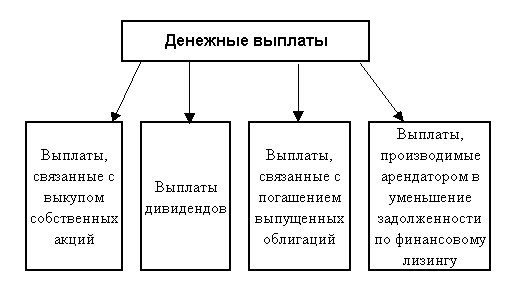 Денежные выплаты
Выплаты,
связанные с
выкупом
собственных
акций
Выплаты
дивидендов
Выплаты,
связанные с
погашением
выпущенных
облигаций
Выплаты,
производимые
арендатором в
уменьшение
задолженности
по финансовому
лизингу